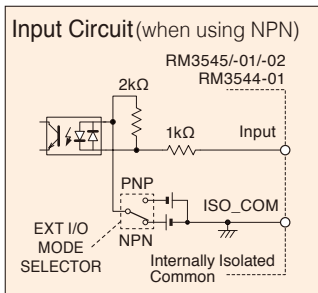 Input Circuit (when using NPN)
RM3545/-01/-02
RM3544-01
2kΩ
1kΩ
Input
PNP
ISO_COM
EXT I/O
MODE
SELECTOR
NPN
Internally Isolated
Common